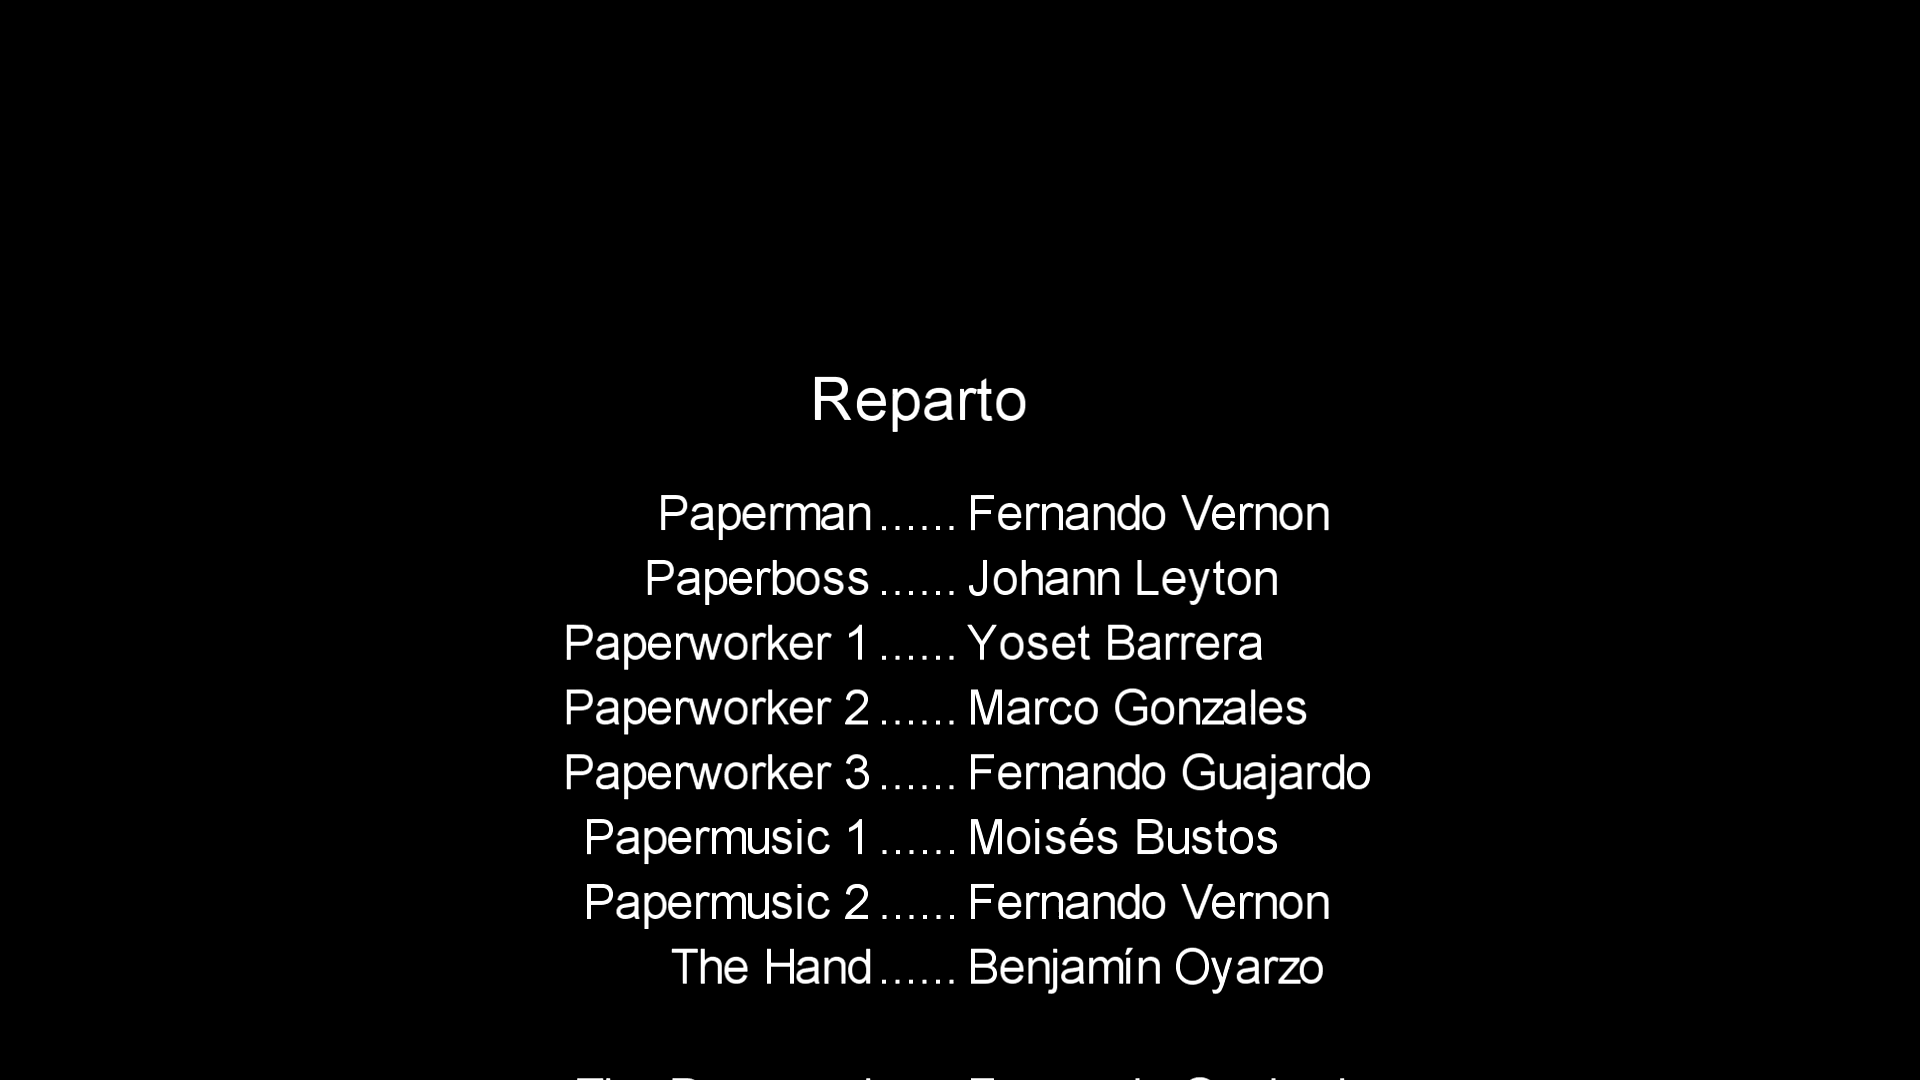 Reparto
Paperman ...... Fernando Vernon
Paperboss ...... Johann Leyton
Paperworker 1 ...... Yoset Barrera
Paperworker 2 ...... Marco Gonzales
Paperworker 3 ...... Fernando Guajardo
Papermusic 1 ...... Moisés Bustos
Papermusic 2 ...... Fernando Vernon
The Hand ...... Benjamín Oyarzo